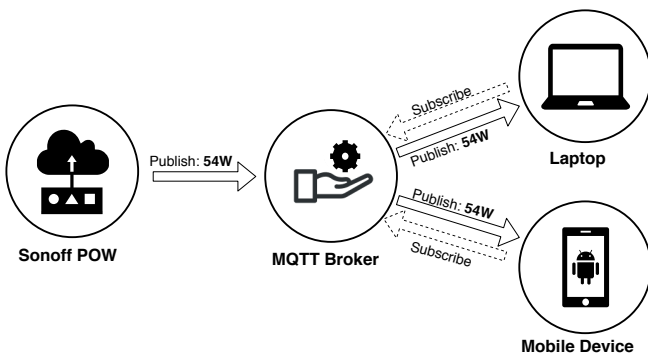 Subscribe
Publish: 54W
Laptop
Publish: 54W
Sonoff POW
MQTT Broker
Publish: 54W
Subscribe
Mobile Device